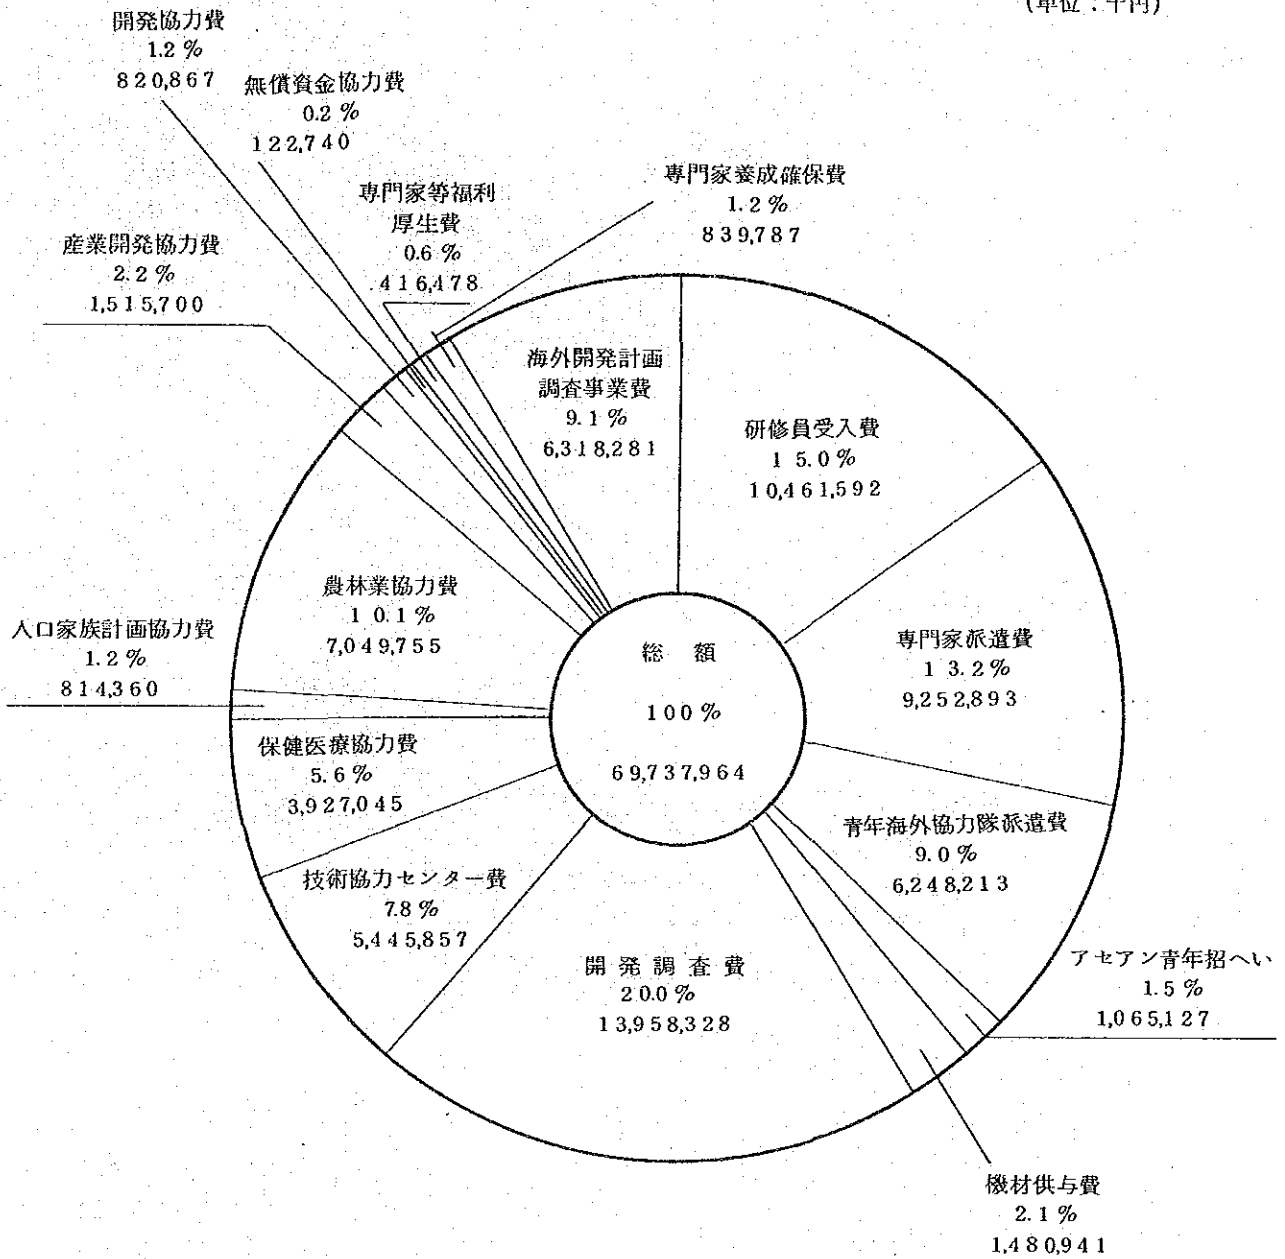 (単位：千円)
開発協力費
1.2%
820,867
無償資金協力費
0.2%
122,740
専門家養成確保費
1.2%
839,787
専門家等福利
厚生費
0.6%
416,478
産業開発協力費
2.2%
1,515,700
海外開発計画
調査事業費
9.1%
6,318,281
研修員受入費
15.0%
10,461,592
農林業協力費
10.1%
7,049,755
人口家族計画協力費
1.2%
814,360
総額
100%
69,737,964
専門家派遣費
13.2%
9,252,893
保健医療協力費
5.6%
3,927,045
青年海外協力隊派遣費
9.0%
6,248,213
技術協力センター費
7.8%
5,445,857
開発調査費
20.0%
13,958,328
アセアン青年招へい
1.5%
1,065,127
機材供与費
2.1%
1,480,941